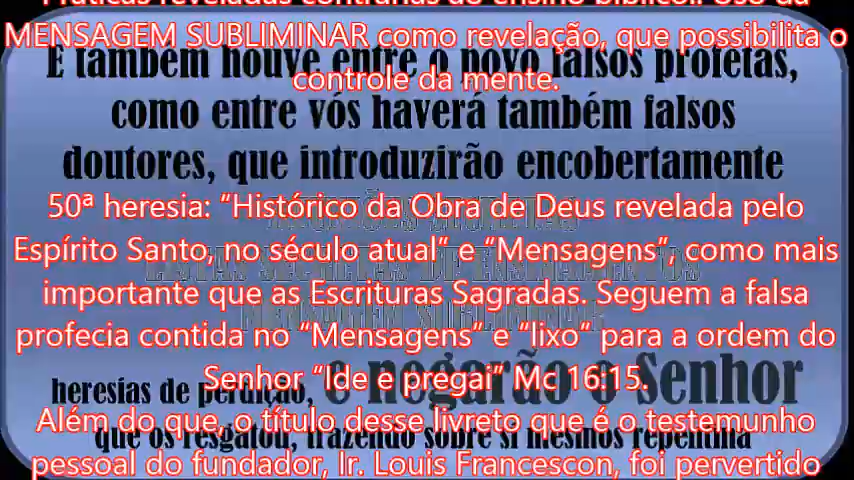 Práticas reveladas contrárias ao ensino bíblico. Uso da
MENSAGEM SUBLIMINAR como revelação, que possibilita o
E também houve entre o povo falsos profetas,
controle da mente.
como entre vós haverá também falsos
doutores, que introduzirão encobertamente
50ª heresia: “Histórico da Obra de Deus revelada pelo
Espírito Santo, no século atual” e “Mensagens”, como mais
importante que as Escrituras Sagradas. Seguem a falsa
profecia contida no “Mensagens” e “lixo” para a ordem do
Senhor “Ide e pregai” Mc 16:15.
heresias de perdição, e negarão o Senhor
Além do que, o título desse livreto que é o testemunho
que os resgatou, trazendo sobre si mesmos repentina
pessoal do fundador, Ir. Louis Francescon, foi pervertido